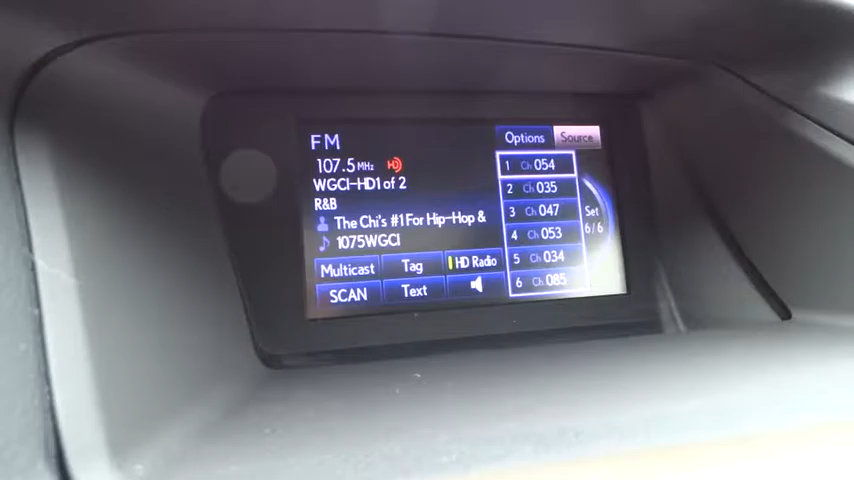 FM
107.5 MHz HD
WGCI-HD1 of 2
R&B
The Chi's #1 For Hip-Hop &
1075WGCI
Multicast Tag HD Radio
SCAN Text
Options Source
1 Ch 054
2 Ch 035
3 Ch 047
4 Ch 053
5 Ch 034
6 Ch 085
Set
6/6